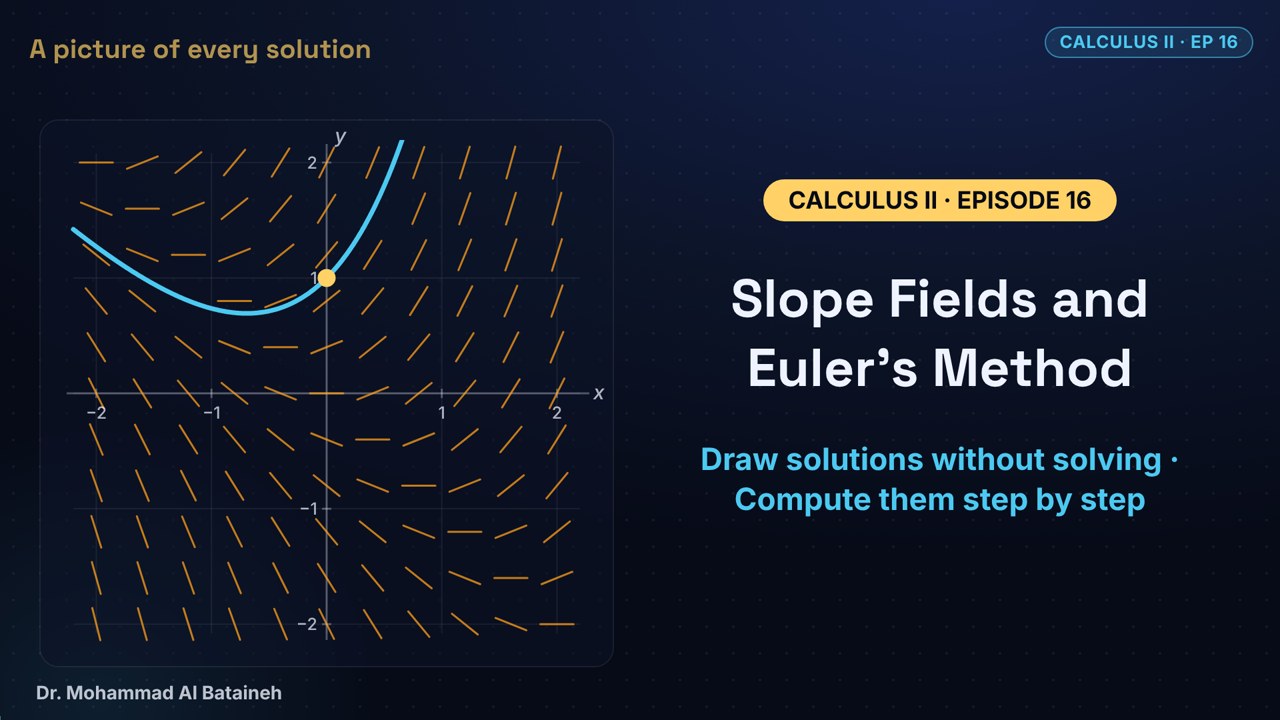 A picture of every solution
CALCULUS II · EP 16
y
2
1
−2
−1
1
2
x
−1
−2
CALCULUS II · EPISODE 16
Slope Fields and
Euler’s Method
Draw solutions without solving ·
Compute them step by step
Dr. Mohammad Al Bataineh